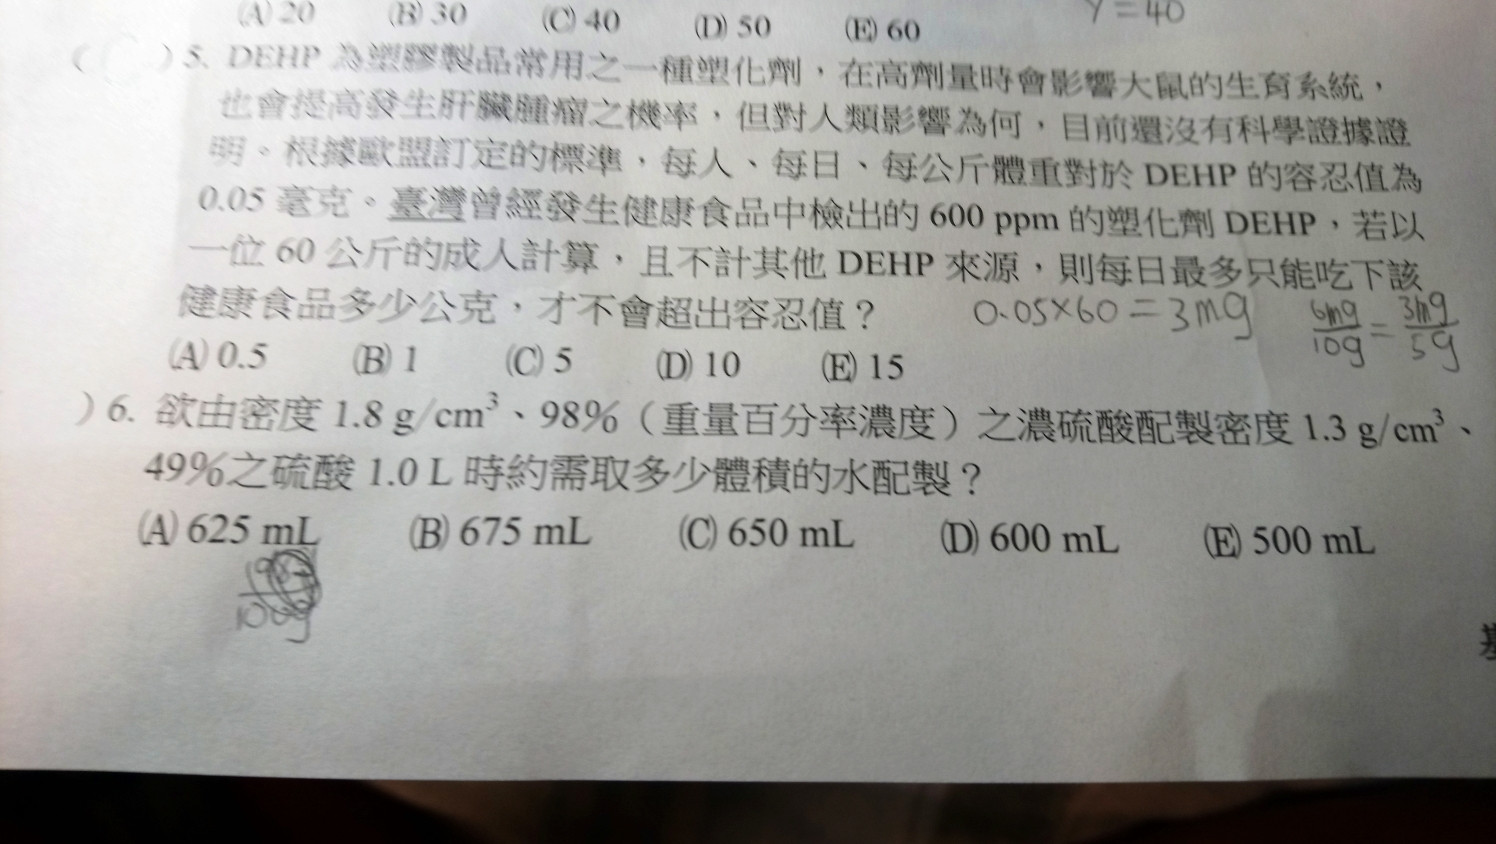 (A) 20 (B) 30 (C) 40 (D) 50 (E) 60 Y=40
( C ) 5. DEHP 為塑膠製品常用之一種塑化劑，在高劑量時會影響大鼠的生育系統，
也會提高發生肝臟腫瘤之機率，但對人類影響為何，目前還沒有科學證據證
明。根據歐盟訂定的標準，每人、每日、每公斤體重對於 DEHP 的容忍值為
0.05 毫克。臺灣曾經發生健康食品中檢出的 600 ppm 的塑化劑 DEHP，若以
一位 60 公斤的成人計算，且不計其他 DEHP 來源，則每日最多只能吃下該
健康食品多少公克，才不會超出容忍值？ 0.05×60=3mg 6mg/10g=3mg/5g
(A) 0.5 (B) 1 (C) 5 (D) 10 (E) 15
) 6. 欲由密度 1.8 g/cm³、98%（重量百分率濃度）之濃硫酸配製密度 1.3 g/cm³、
49%之硫酸 1.0 L 時約需取多少體積的水配製？
(A) 625 mL (B) 675 mL (C) 650 mL (D) 600 mL (E) 500 mL